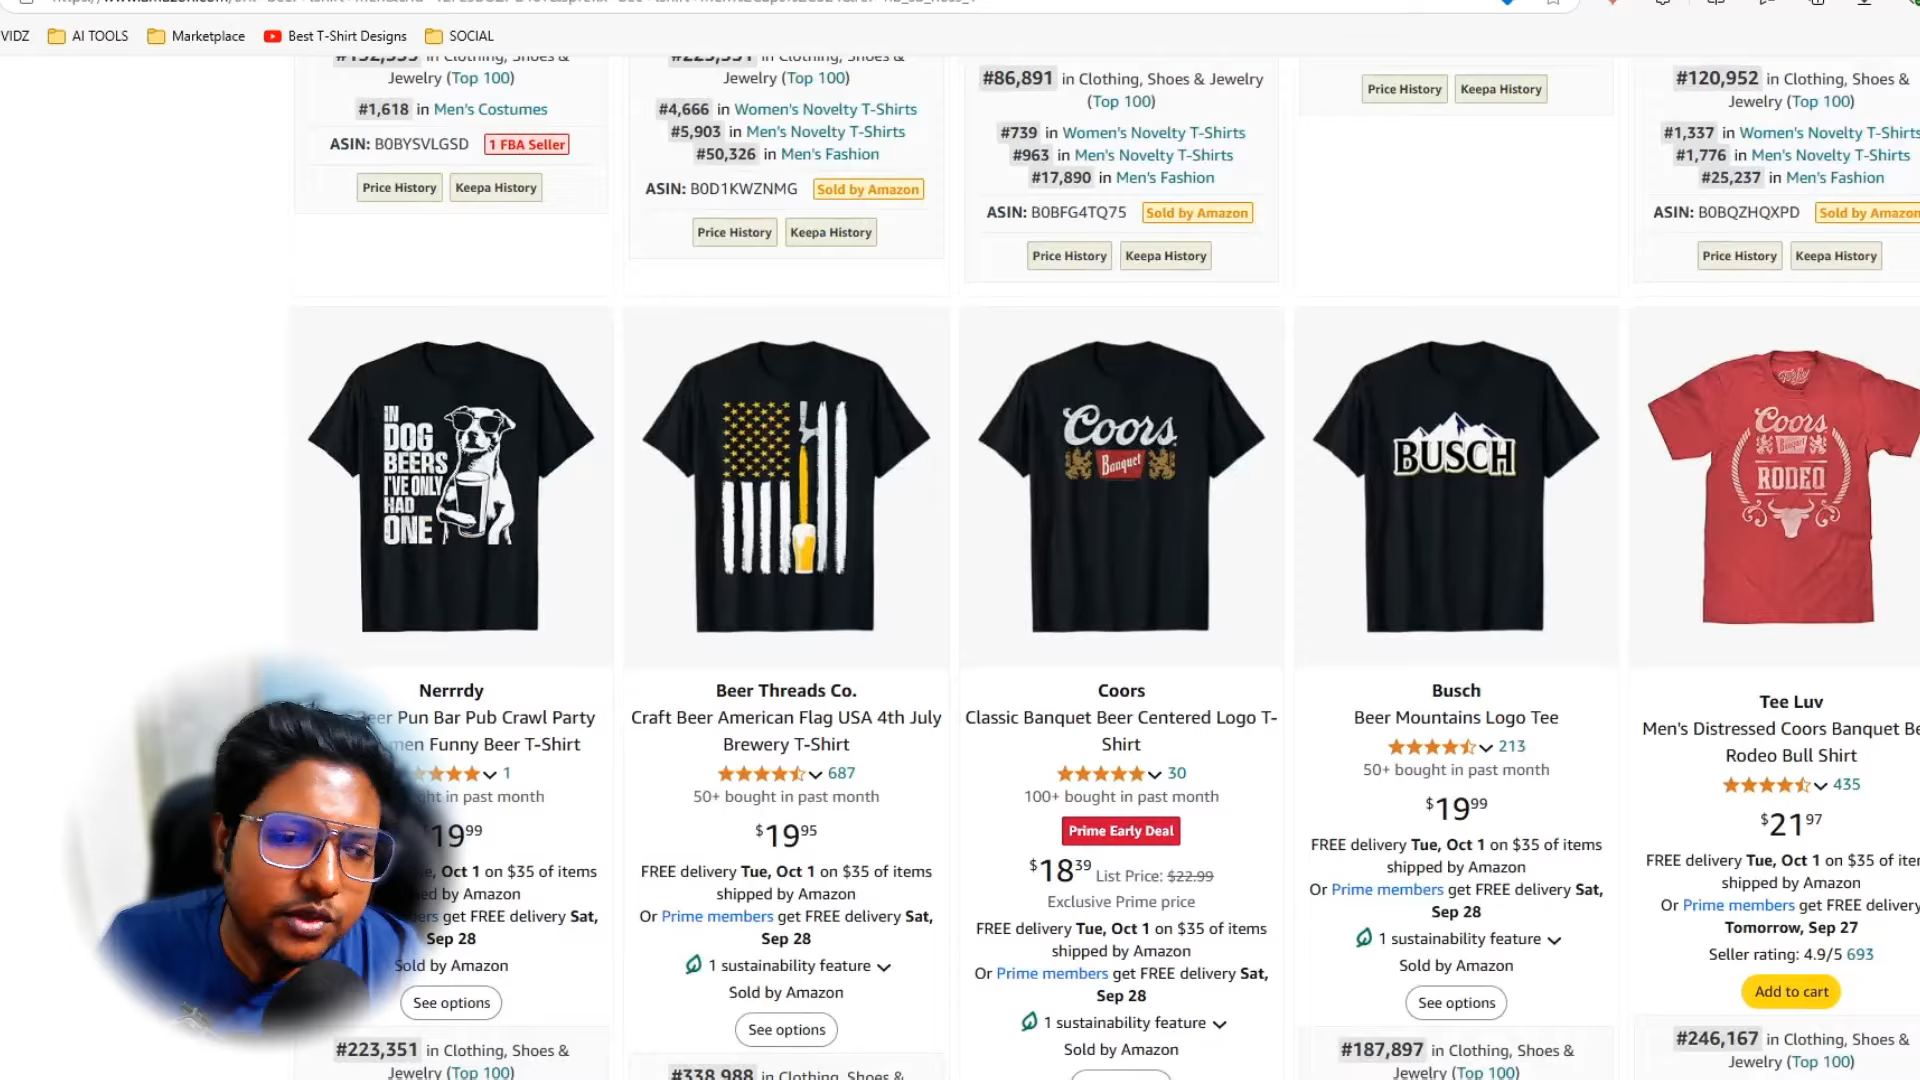 VIDZ AI TOOLS Marketplace Best T-Shirt Designs SOCIAL
Jewelry (Top 100)
#1,618 in Men's Costumes
ASIN: B0BYSVLGSD 1 FBA Seller
Price History Keepa History
Jewelry (Top 100)
#4,666 in Women's Novelty T-Shirts
#5,903 in Men's Novelty T-Shirts
#50,326 in Men's Fashion
ASIN: B0D1KWZNMG Sold by Amazon
Price History Keepa History
#86,891 in Clothing, Shoes & Jewelry
(Top 100)
#739 in Women's Novelty T-Shirts
#963 in Men's Novelty T-Shirts
#17,890 in Men's Fashion
ASIN: B0BFG4TQ75 Sold by Amazon
Price History Keepa History
Price History Keepa History
#120,952 in Clothing, Shoes &
Jewelry (Top 100)
#1,337 in Women's Novelty T-Shirts
#1,776 in Men's Novelty T-Shirts
#25,237 in Men's Fashion
ASIN: B0BQZHQXPD Sold by Amazon
Price History Keepa History
IN
DOG
BEERS
I'VE ONLY
HAD
ONE
Coors
Banquet
BUSCH
Coors
Banquet
RODEO
Nerrrdy
Beer Pun Bar Pub Crawl Party
Funny Beer T-Shirt
1
in past month
19.99
Oct 1 on $35 of items
by Amazon
get FREE delivery Sat,
Sep 28
Sold by Amazon
See options
#223,351 in Clothing, Shoes &
Jewelry (Top 100)
Beer Threads Co.
Craft Beer American Flag USA 4th July
Brewery T-Shirt
687
50+ bought in past month
$19.95
FREE delivery Tue, Oct 1 on $35 of items
shipped by Amazon
Or Prime members get FREE delivery Sat,
Sep 28
1 sustainability feature
Sold by Amazon
See options
#338,988 in Clothing, Shoes &
Coors
Classic Banquet Beer Centered Logo T-
Shirt
30
100+ bought in past month
Prime Early Deal
$18.39 List Price: $22.99
Exclusive Prime price
FREE delivery Tue, Oct 1 on $35 of items
shipped by Amazon
Or Prime members get FREE delivery Sat,
Sep 28
1 sustainability feature
Sold by Amazon
Busch
Beer Mountains Logo Tee
213
50+ bought in past month
$19.99
FREE delivery Tue, Oct 1 on $35 of items
shipped by Amazon
Or Prime members get FREE delivery Sat,
Sep 28
1 sustainability feature
Sold by Amazon
See options
#187,897 in Clothing, Shoes &
Jewelry (Top 100)
Tee Luv
Men's Distressed Coors Banquet
Rodeo Bull Shirt
435
$21.97
FREE delivery Tue, Oct 1 on $35 of
shipped by Amazon
Or Prime members get FREE delivery
Tomorrow, Sep 27
Seller rating: 4.9/5 693
Add to cart
#246,167 in Clothing, Shoes &
Jewelry (Top 100)